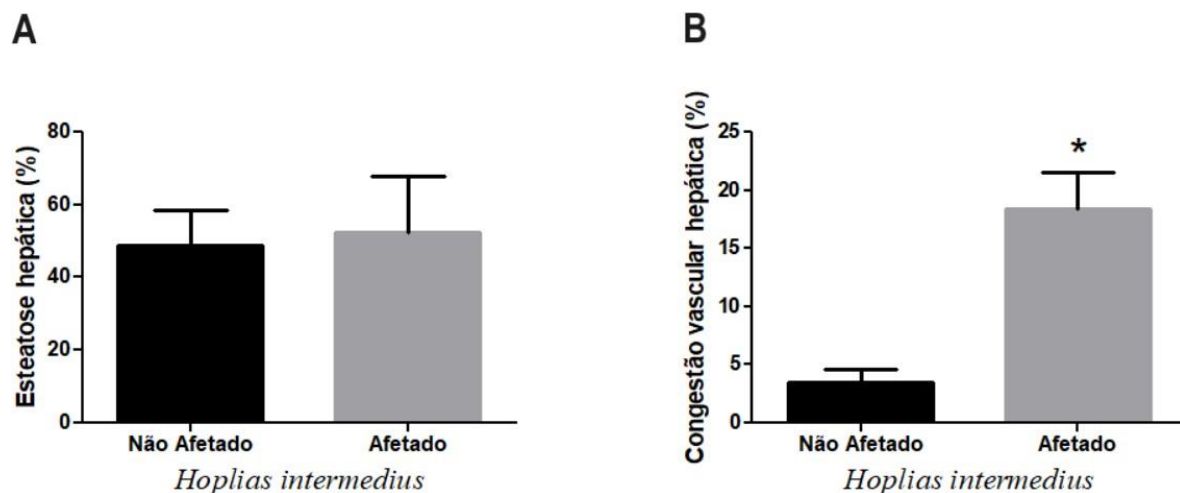 A
Esteatose hepática (%)
80
60
40
20
0
Não Afetado
Afetado
Hoplias intermedius
B
Congestão vascular hepática (%)
25
20
15
10
5
0
*
Não Afetado
Afetado
Hoplias intermedius